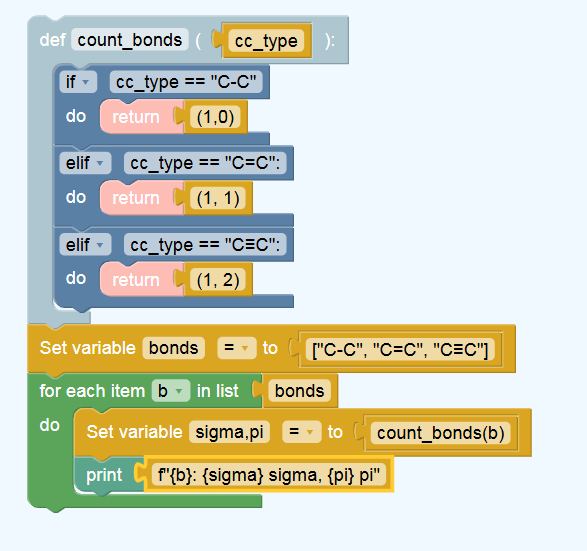 def count_bonds ( cc_type ):
if cc_type == "C-C"
do return (1,0)
elif cc_type == "C=C":
do return (1, 1)
elif cc_type == "C≡C":
do return (1, 2)
Set variable bonds = to ["C-C", "C=C", "C≡C"]
for each item b in list bonds
do Set variable sigma,pi = to count_bonds(b)
print f"{b}: {sigma} sigma, {pi} pi"